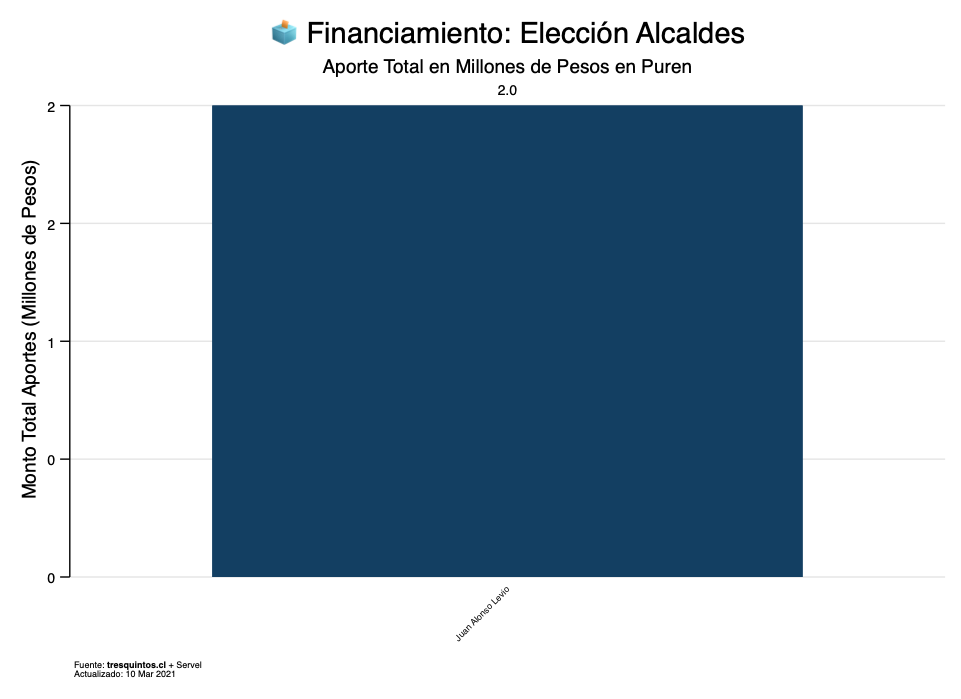 Financiamiento: Elección Alcaldes
Aporte Total en Millones de Pesos en Puren
2.0
Monto Total Aportes (Millones de Pesos)
2
2
1
0
0
Juan Alonso Levio
Fuente: tresquintos.cl + Servel
Actualizado: 10 Mar 2021